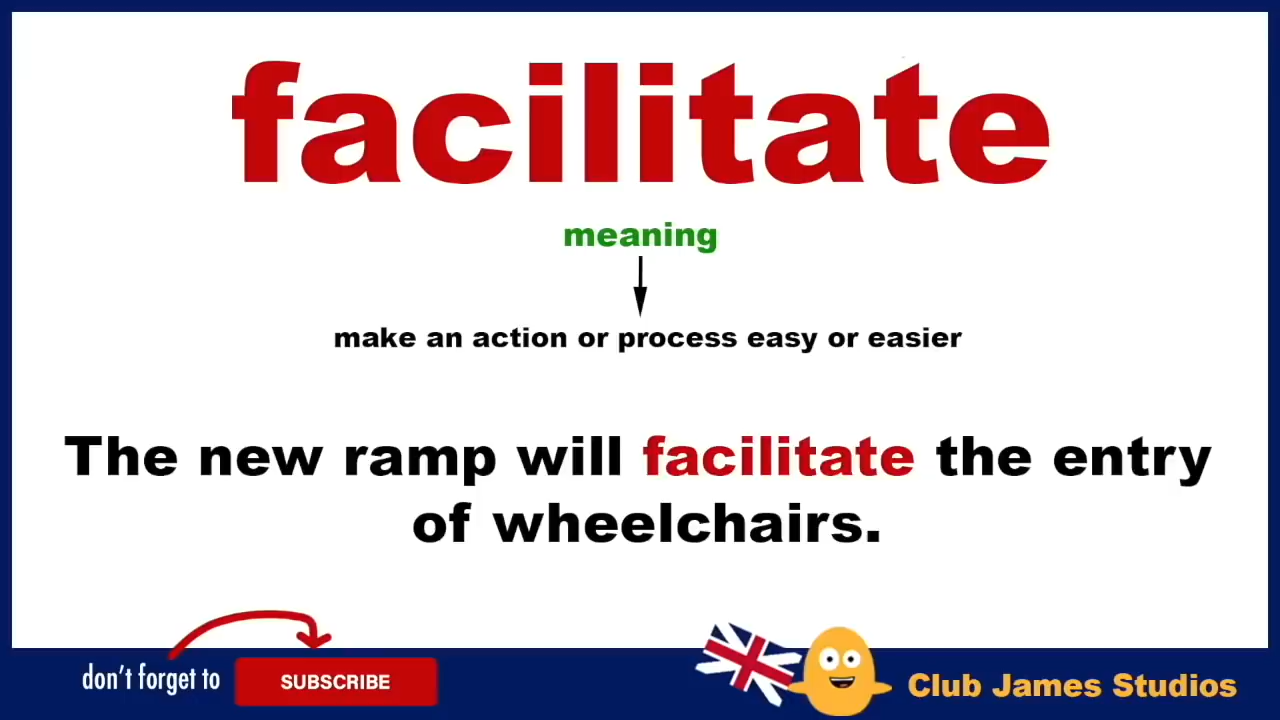 facilitate
meaning
make an action or process easy or easier
The new ramp will facilitate the entry
of wheelchairs.
don't forget to
SUBSCRIBE
Club James Studios